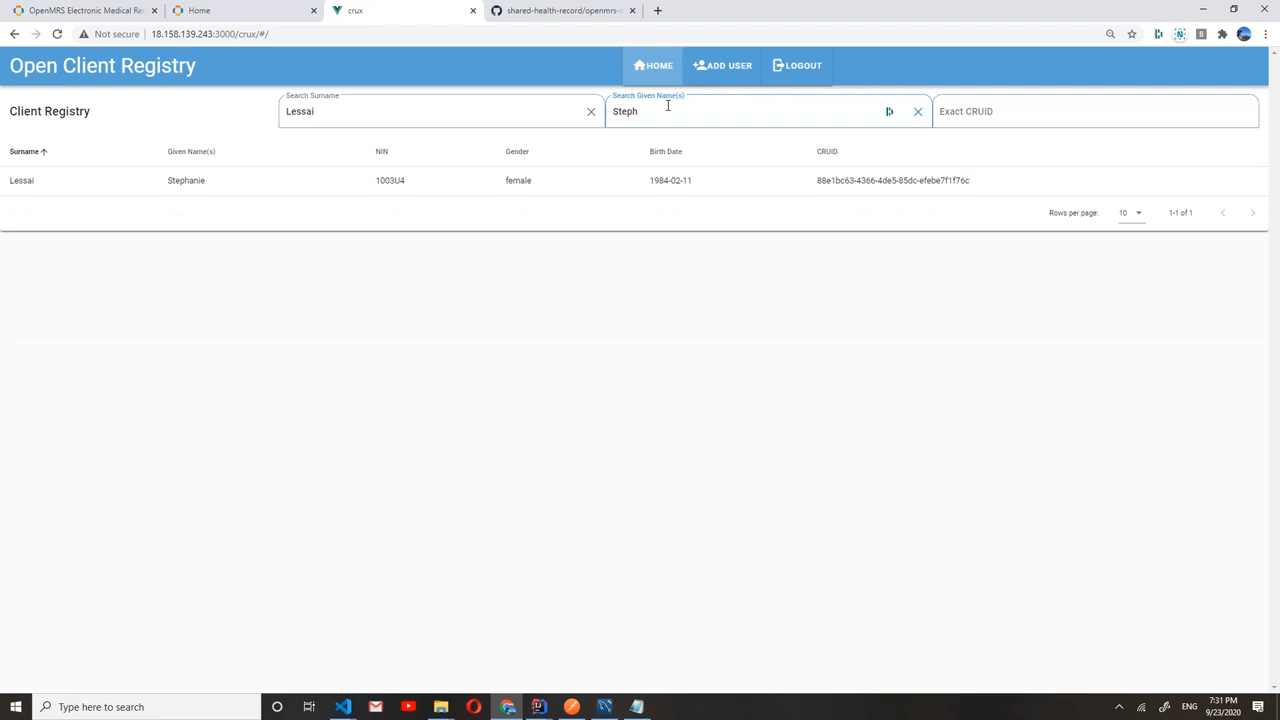 OpenMRS Electronic Medical Re
Home
crux
shared-health-record/openmrs-s
Not secure
18.158.139.243:3000/crux/#/
Open Client Registry
HOME
ADD USER
LOGOUT
Client Registry
Search Surname
Lessai
Search Given Name(s)
Steph
Exact CRUID
Surname
Given Name(s)
NIN
Gender
Birth Date
CRUID
Lessai
Stephanie
1003U4
female
1984-02-11
88e1bc63-4366-4de5-85dc-efebe7f1f76c
Rows per page:
10
1-1 of 1
Type here to search
ENG
7:31 PM
9/23/2020